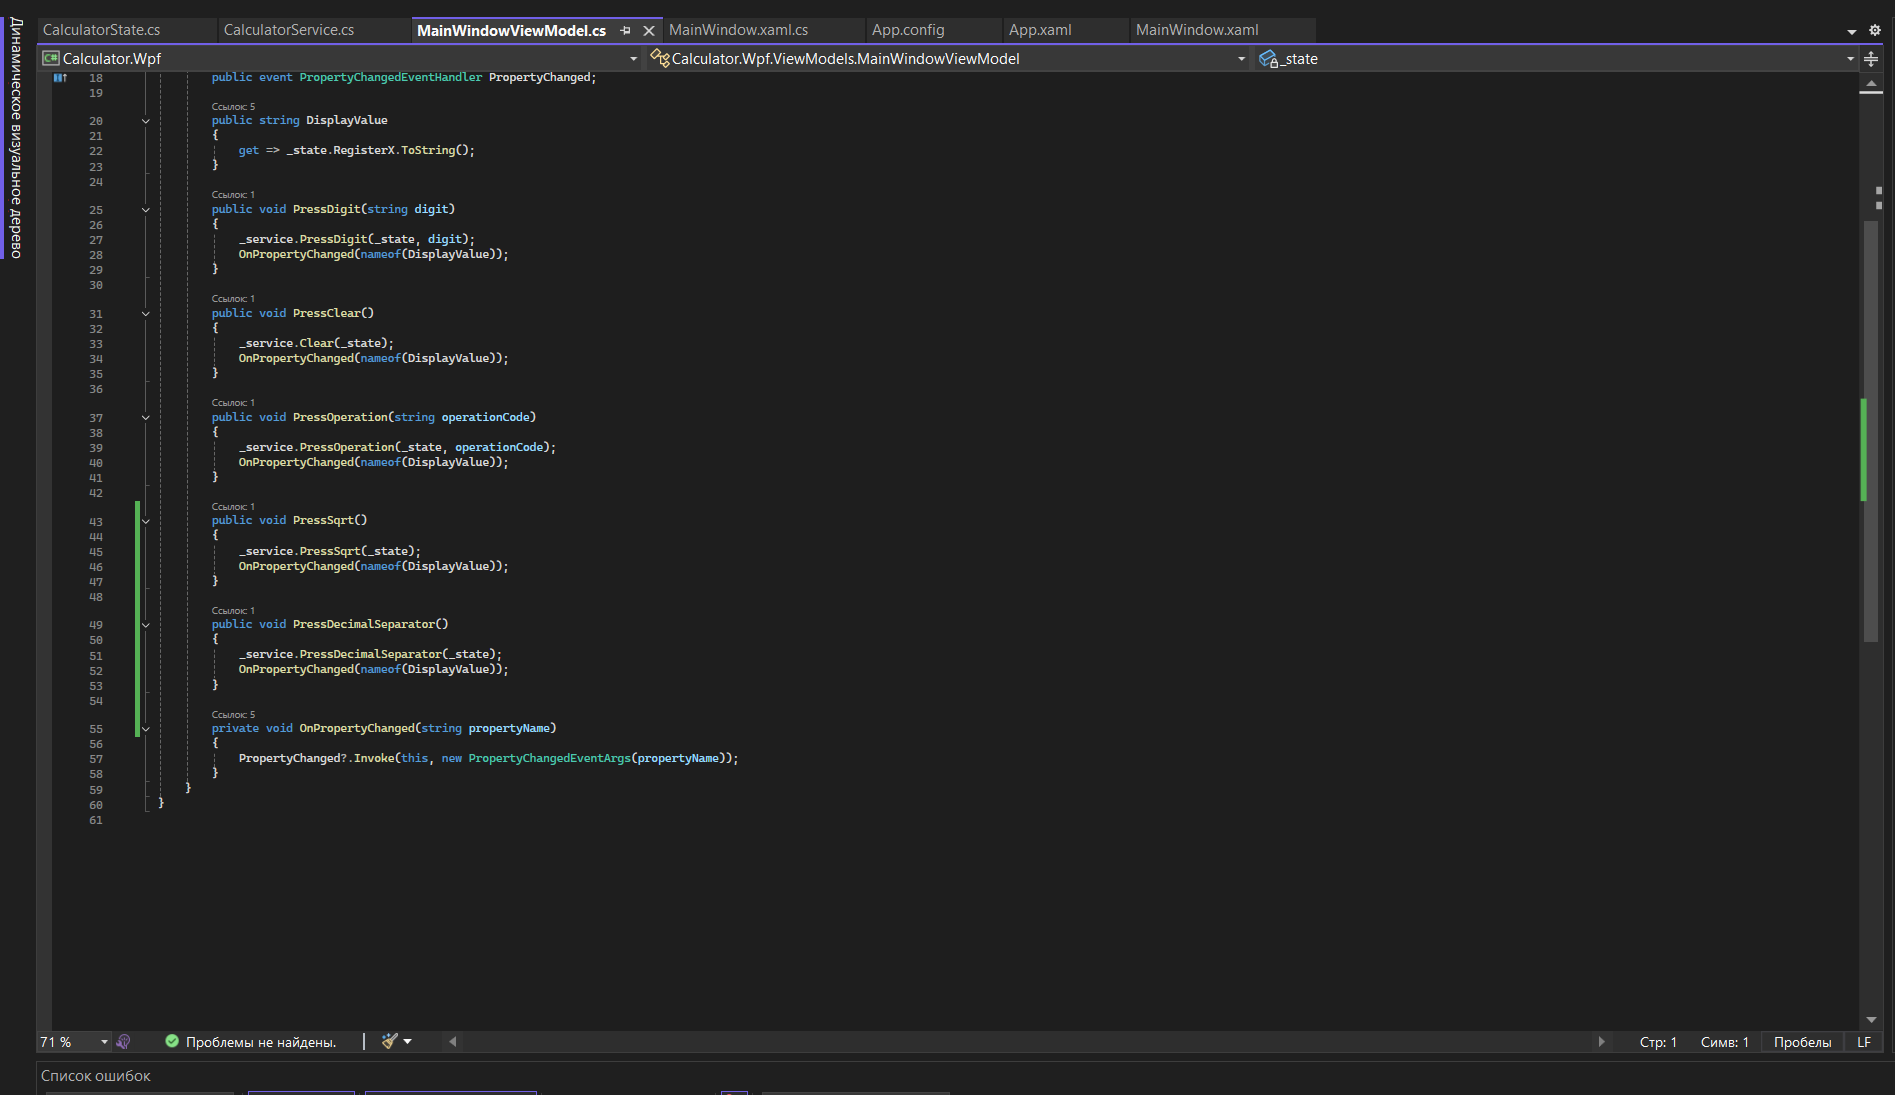 Динамическое визуальное дерево
CalculatorState.cs
CalculatorService.cs
MainWindowViewModel.cs
MainWindow.xaml.cs
App.config
App.xaml
MainWindow.xaml
C# Calculator.Wpf
Calculator.Wpf.ViewModels.MainWindowViewModel
_state
18 public event PropertyChangedEventHandler PropertyChanged;
19
Ссылок: 5
20 public string DisplayValue
21 {
22 get => _state.RegisterX.ToString();
23 }
24
Ссылок: 1
25 public void PressDigit(string digit)
26 {
27 _service.PressDigit(_state, digit);
28 OnPropertyChanged(nameof(DisplayValue));
29 }
30
Ссылок: 1
31 public void PressClear()
32 {
33 _service.Clear(_state);
34 OnPropertyChanged(nameof(DisplayValue));
35 }
36
Ссылок: 1
37 public void PressOperation(string operationCode)
38 {
39 _service.PressOperation(_state, operationCode);
40 OnPropertyChanged(nameof(DisplayValue));
41 }
42
Ссылок: 1
43 public void PressSqrt()
44 {
45 _service.PressSqrt(_state);
46 OnPropertyChanged(nameof(DisplayValue));
47 }
48
Ссылок: 1
49 public void PressDecimalSeparator()
50 {
51 _service.PressDecimalSeparator(_state);
52 OnPropertyChanged(nameof(DisplayValue));
53 }
54
Ссылок: 5
55 private void OnPropertyChanged(string propertyName)
56 {
57 PropertyChanged?.Invoke(this, new PropertyChangedEventArgs(propertyName));
58 }
59 }
60 }
61
71 %
Проблемы не найдены.
Стр: 1
Симв: 1
Пробелы
LF
Список ошибок